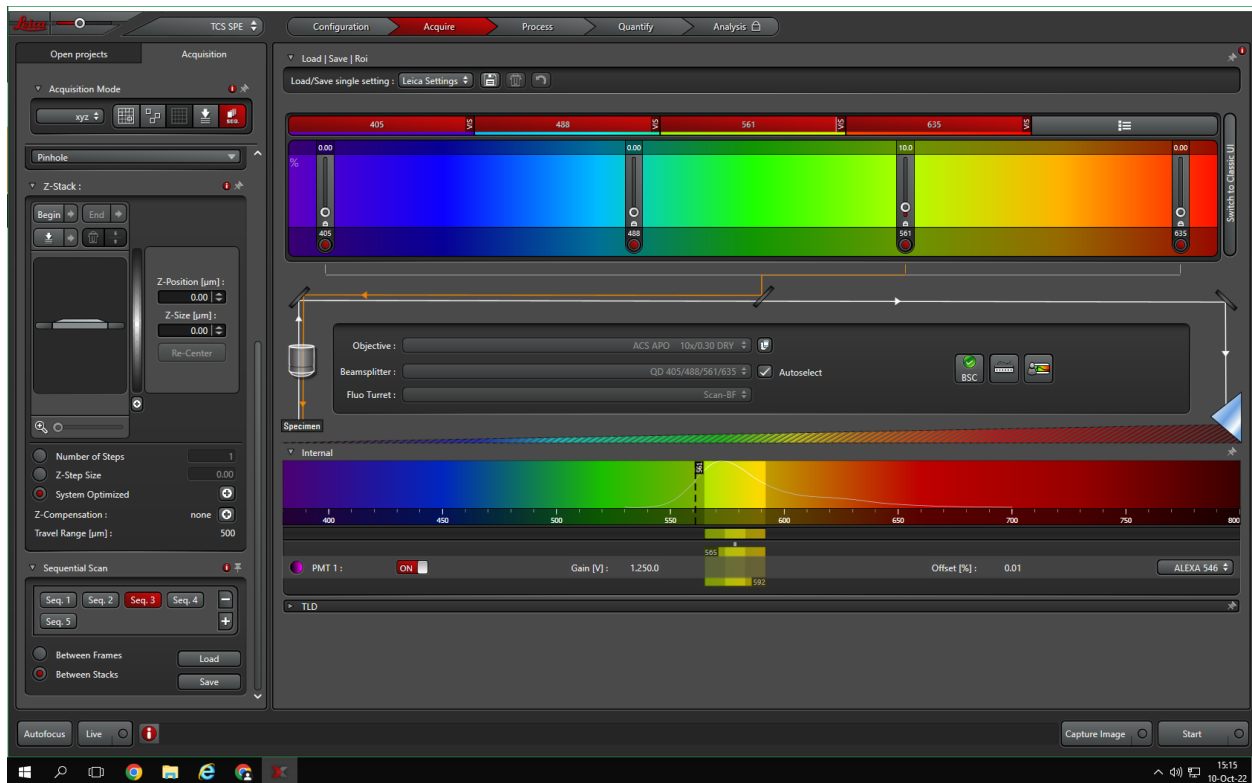 Leica
TCS SPE
Configuration Acquire Process Quantify Analysis
Open projects Acquisition
Acquisition Mode
xyz
SEQ.
Pinhole
Z-Stack :
Begin End
Z-Position [µm] :
0.00
Z-Size [µm] :
0.00
Re-Center
Number of Steps 1
Z-Step Size 0.00
System Optimized
Z-Compensation : none
Travel Range [µm] : 500
Sequential Scan
Seq. 1 Seq. 2 Seq. 3 Seq. 4
Seq. 5
Between Frames
Load
Between Stacks
Save
Load | Save | Roi
Load/Save single setting : Leica Settings
405 VIS 488 VIS 561 VIS 635 VIS
%
0.00 0.00 10.0 0.00
405 488 561 635
Switch to Classic UI
Objective : ACS APO 10x/0.30 DRY
Beamsplitter : QD 405/488/561/635 Autoselect
Fluo Turret : Scan-BF
BSC
Specimen
Internal
561
400 450 500 550 600 650 700 750 800
565
PMT 1 : ON Gain [V] : 1.250.0 Offset [%] : 0.01 ALEXA 546
592
TLD
Autofocus Live Capture Image Start
15:15
10-Oct-22